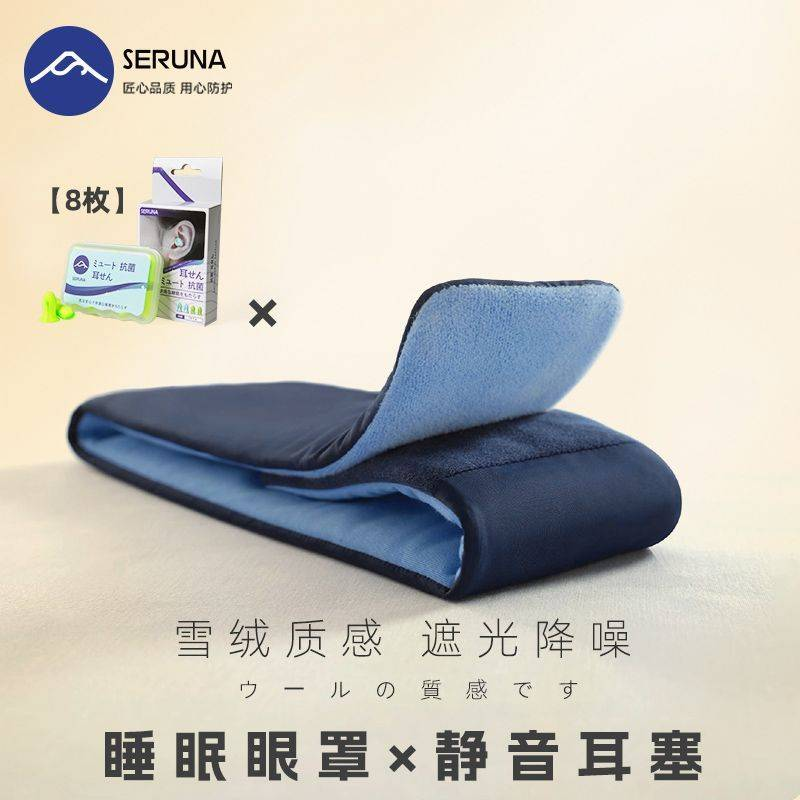 SERUNA
匠心品质 用心防护
【8枚】
SERUNA
耳せん
ミュート 抗菌
SERUNA
ミュート 抗菌
耳せん
雪绒质感 遮光降噪
ウールの質感です
睡眠眼罩×静音耳塞